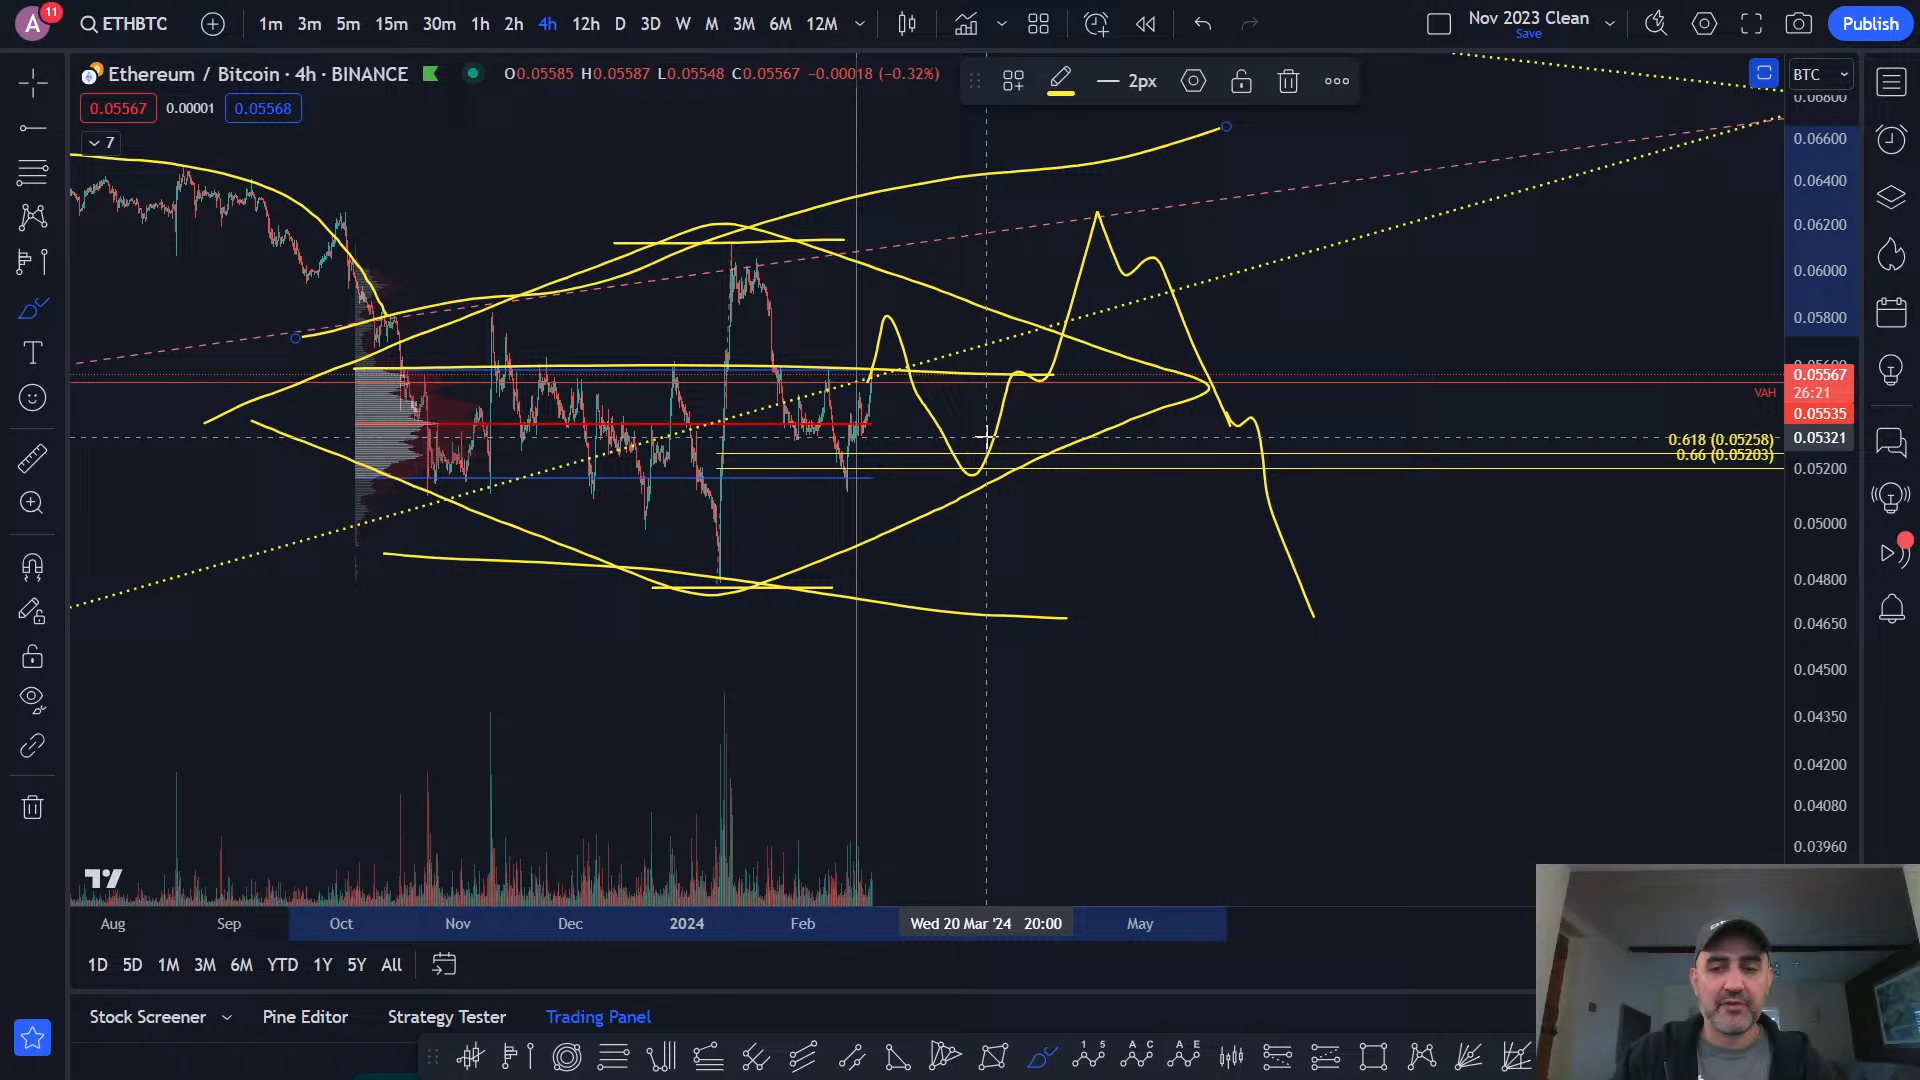 A 11 ETHBTC 1m 3m 5m 15m 30m 1h 2h 4h 12h D 3D W M 3M 6M 12M Nov 2023 Clean Publish
Save
Ethereum / Bitcoin · 4h · BINANCE O0.05585 H0.05587 L0.05548 C0.05567 −0.00018 (−0.32%) 2px BTC
0.05567 0.00001 0.05568
7
0.06800
0.06600
0.06400
0.06200
0.06000
0.05800
0.05600
0.05567
VAH 26:21
0.05535
0.618 (0.05258) 0.05321
0.66 (0.05203)
0.05200
0.05000
0.04800
0.04650
0.04500
0.04350
0.04200
0.04080
0.03960
Aug Sep Oct Nov Dec 2024 Feb Wed 20 Mar '24 20:00 May
1D 5D 1M 3M 6M YTD 1Y 5Y All
Stock Screener Pine Editor Strategy Tester Trading Panel